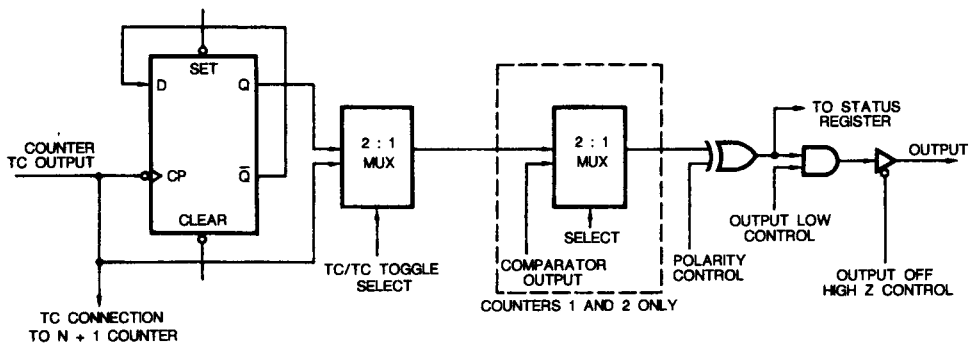 SET
D
Q
COUNTER
TC OUTPUT
CP
Q̅
CLEAR
2 : 1
MUX
TC/TC TOGGLE
SELECT
TC CONNECTION
TO N + 1 COUNTER
2 : 1
MUX
SELECT
COMPARATOR
OUTPUT
COUNTERS 1 AND 2 ONLY
POLARITY
CONTROL
TO STATUS
REGISTER
OUTPUT
OUTPUT LOW
CONTROL
OUTPUT OFF
HIGH Z CONTROL